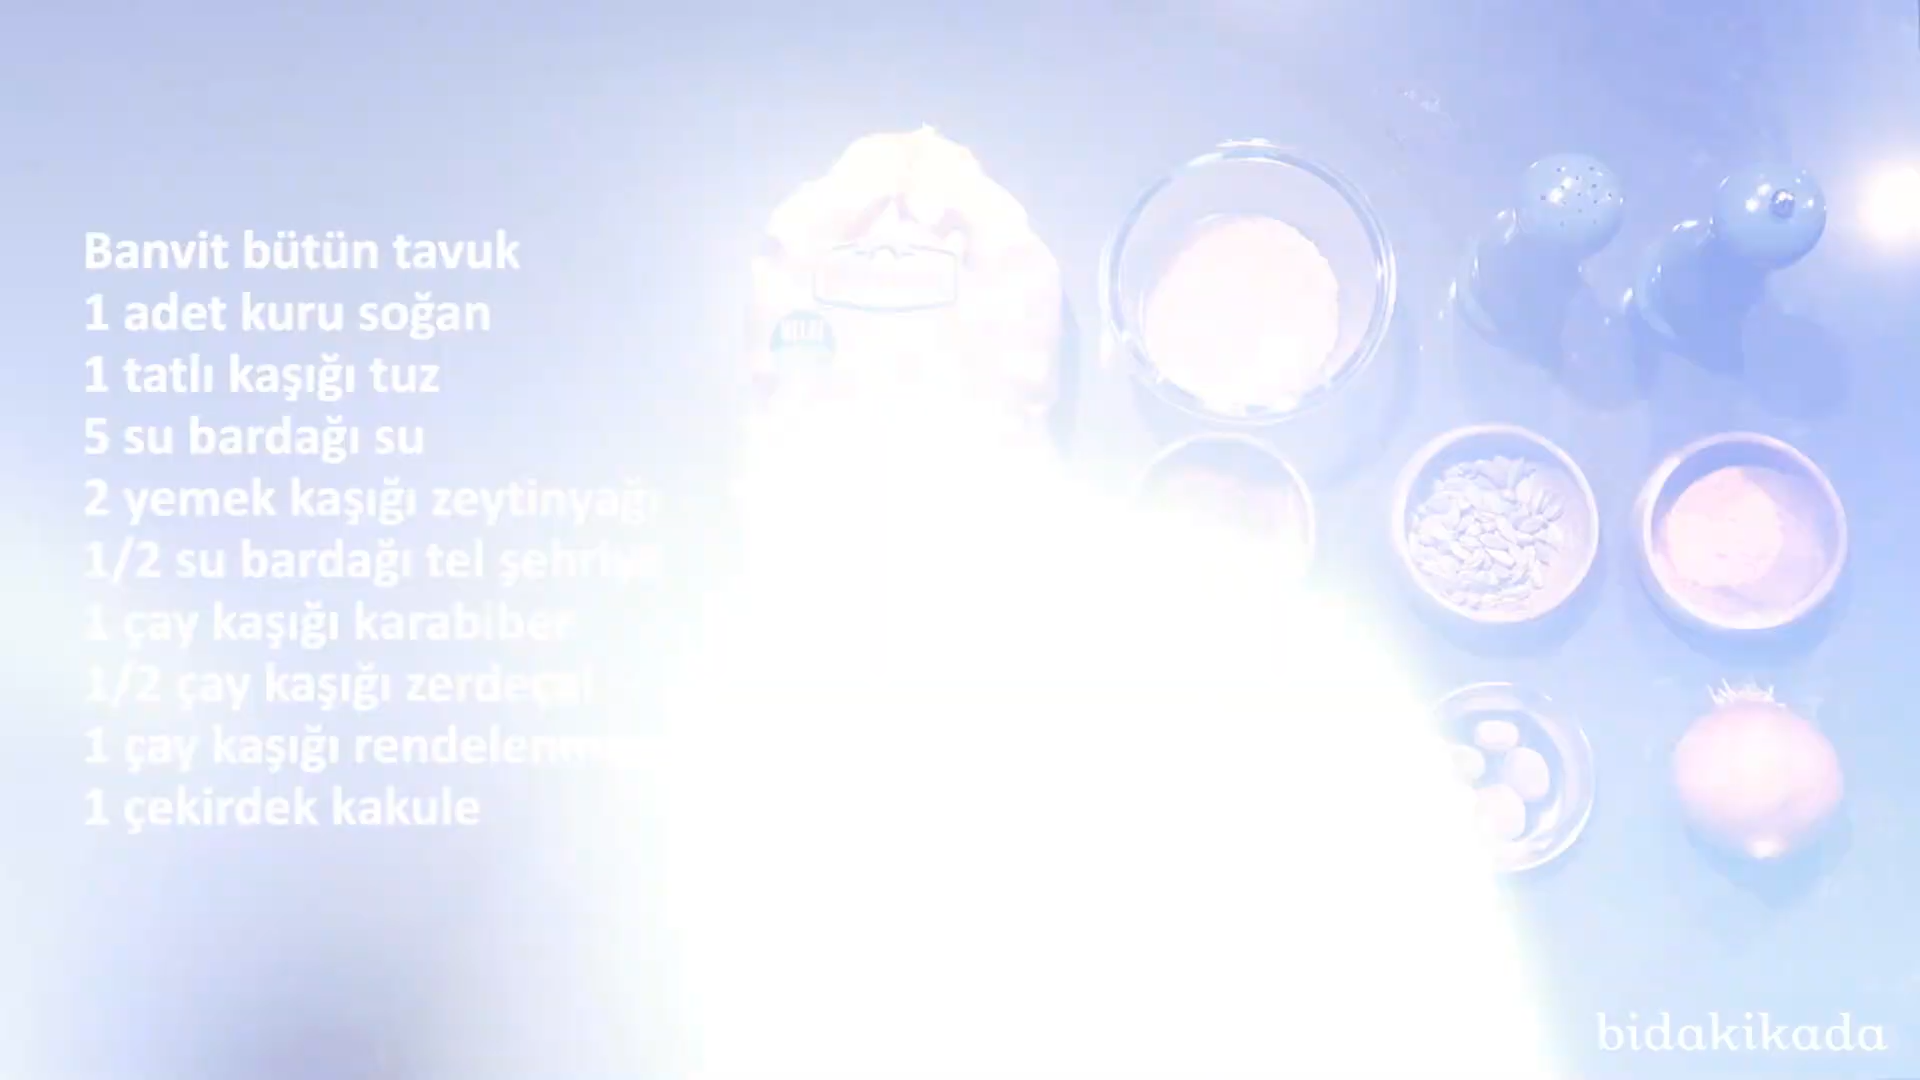 Banvit bütün tavuk
1 adet kuru soğan
1 tatlı kaşığı tuz
5 su bardağı su
2 yemek kaşığı zeytinyağı
1/2 su bardağı tel şehriye
1 çay kaşığı karabiber
1/2 çay kaşığı zerdeçal
1 çay kaşığı
1 çekirdek kakule
bidakikada